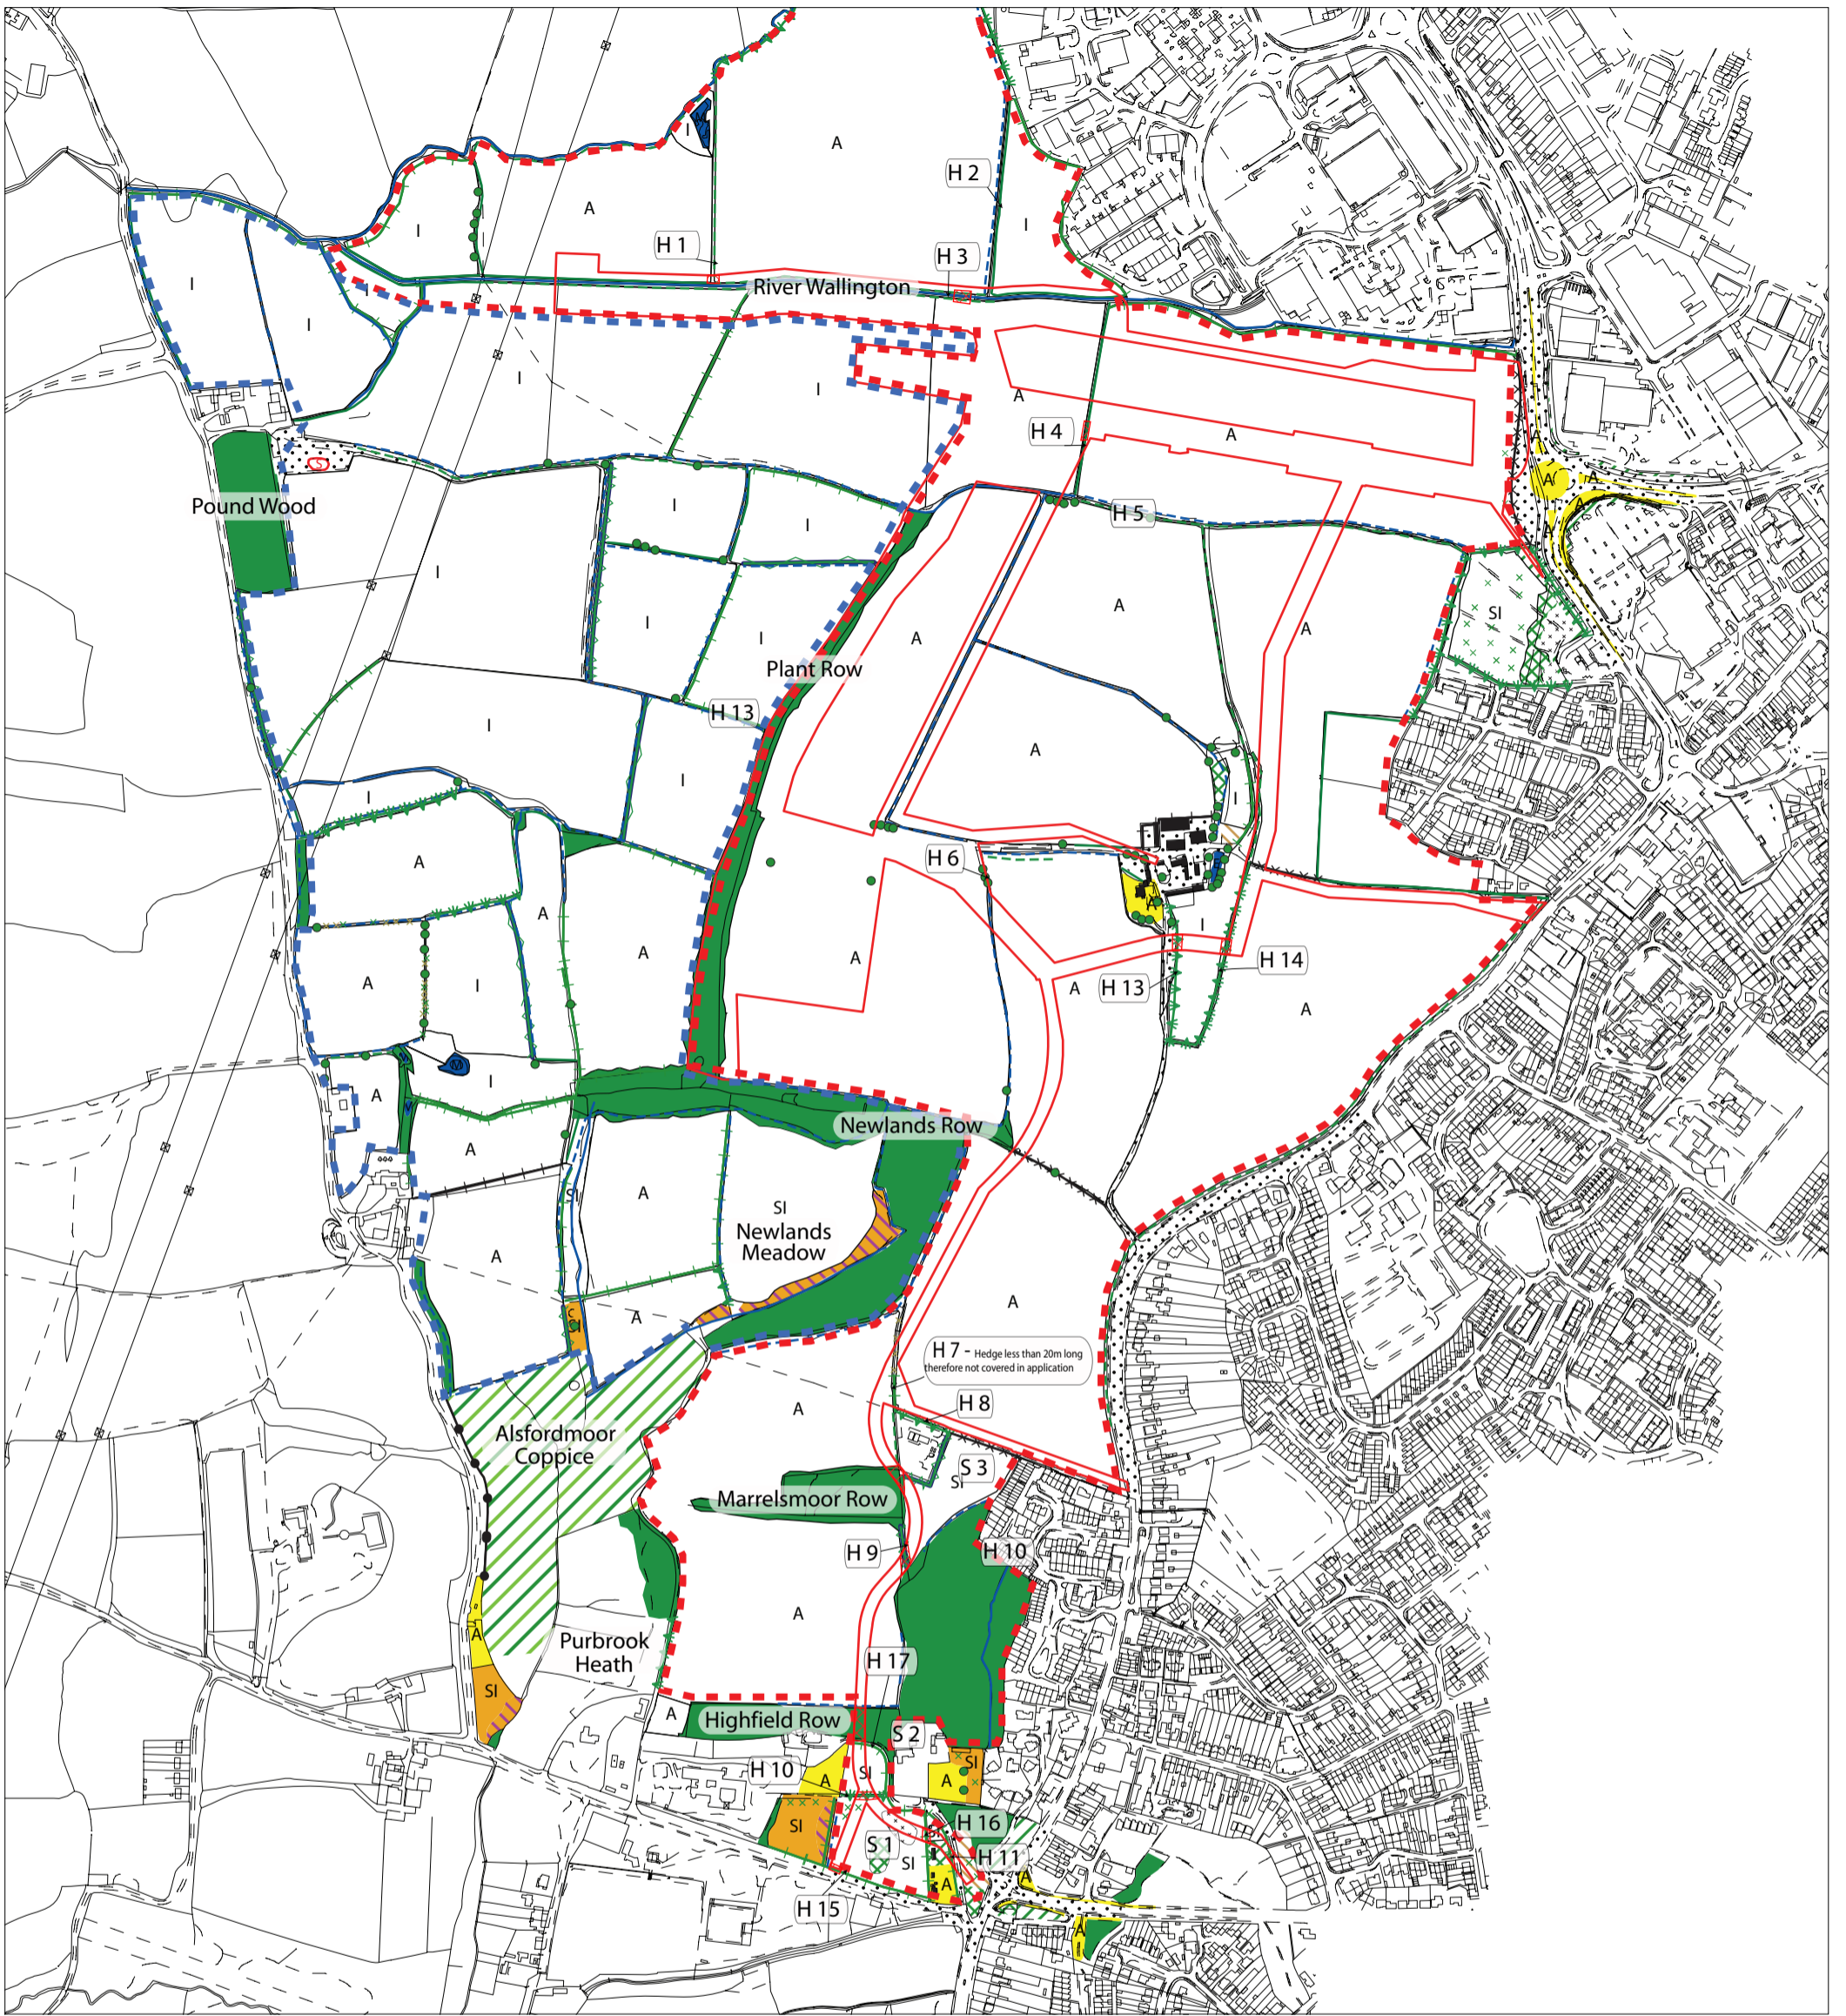 A
H 2
A
I
I
H 1
H 3
I
I
River Wallington
I
I
I
A
H 4
A
A
S
A
A
Pound Wood
I
I
H 5
A
I
A
SI
I
I
A
A
Plant Row
H 13
I
A
I
I
I
A
H 6
A
A
A
I
A
A
A
I
H 13
A
H 14
A
M
I
A
Newlands Row
A
SI
A
SI
Newlands
Meadow
A
A
A
H 7 - Hedge less than 20m long
therefore not covered in application
H 8
A
Alsfordmoor
Coppice
S 3
SI
Marrelsmoor Row
H 9
H 10
A
A
Purbrook
Heath
H 17
SI
A
Highfield Row
S 2
H 10
A
SI
A
SI
SI
H 16
S 1
SI
H 11
A
A
H 15
A